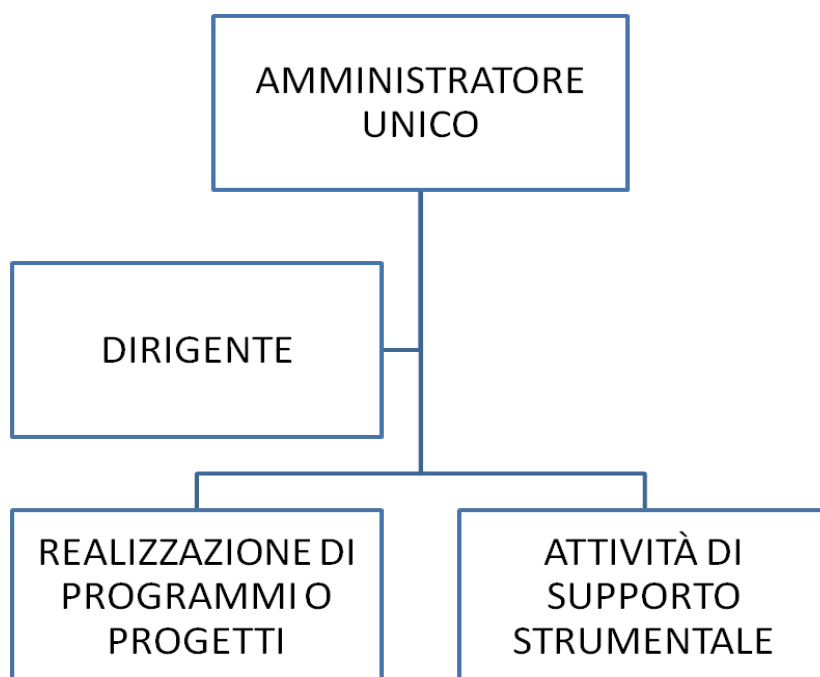 AMMINISTRATORE
UNICO
DIRIGENTE
REALIZZAZIONE DI
PROGRAMMI O
PROGETTI
ATTIVITÀ DI
SUPPORTO
STRUMENTALE